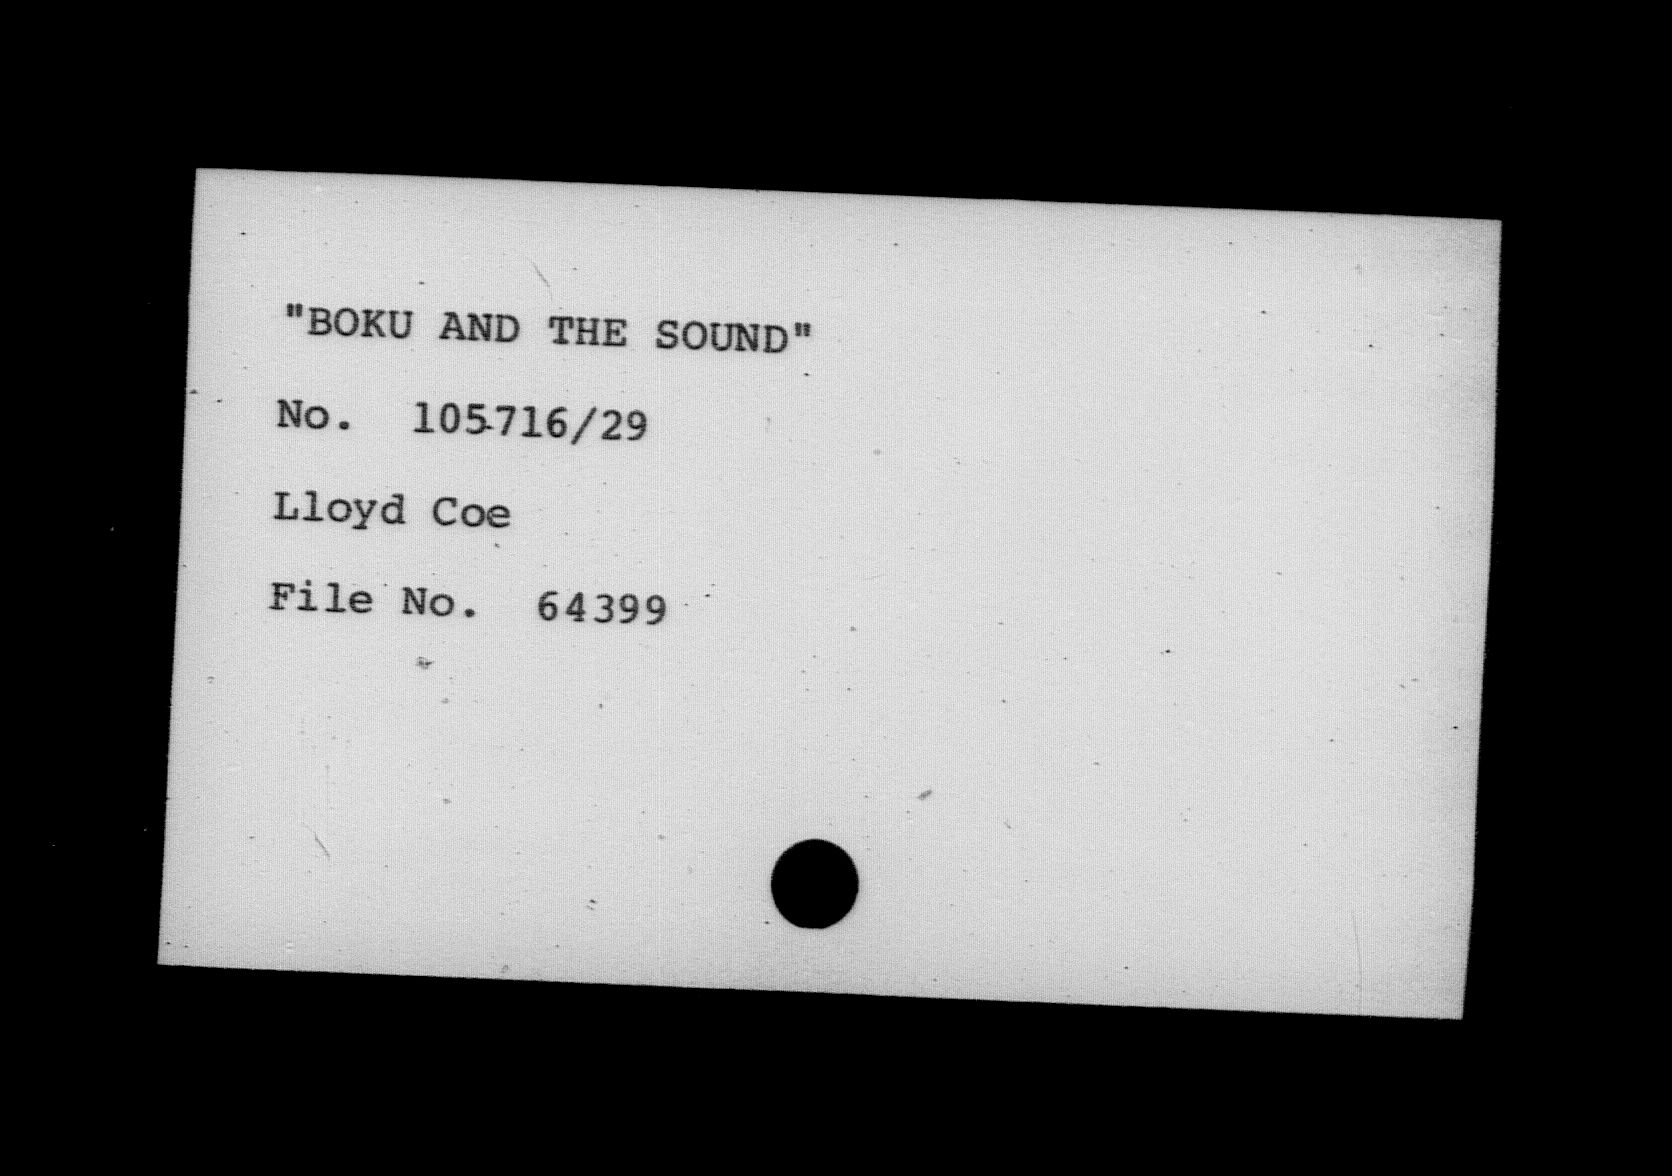 "BOKU AND THE SOUND"
No. 105716/29
Lloyd Coe
File No. 64399